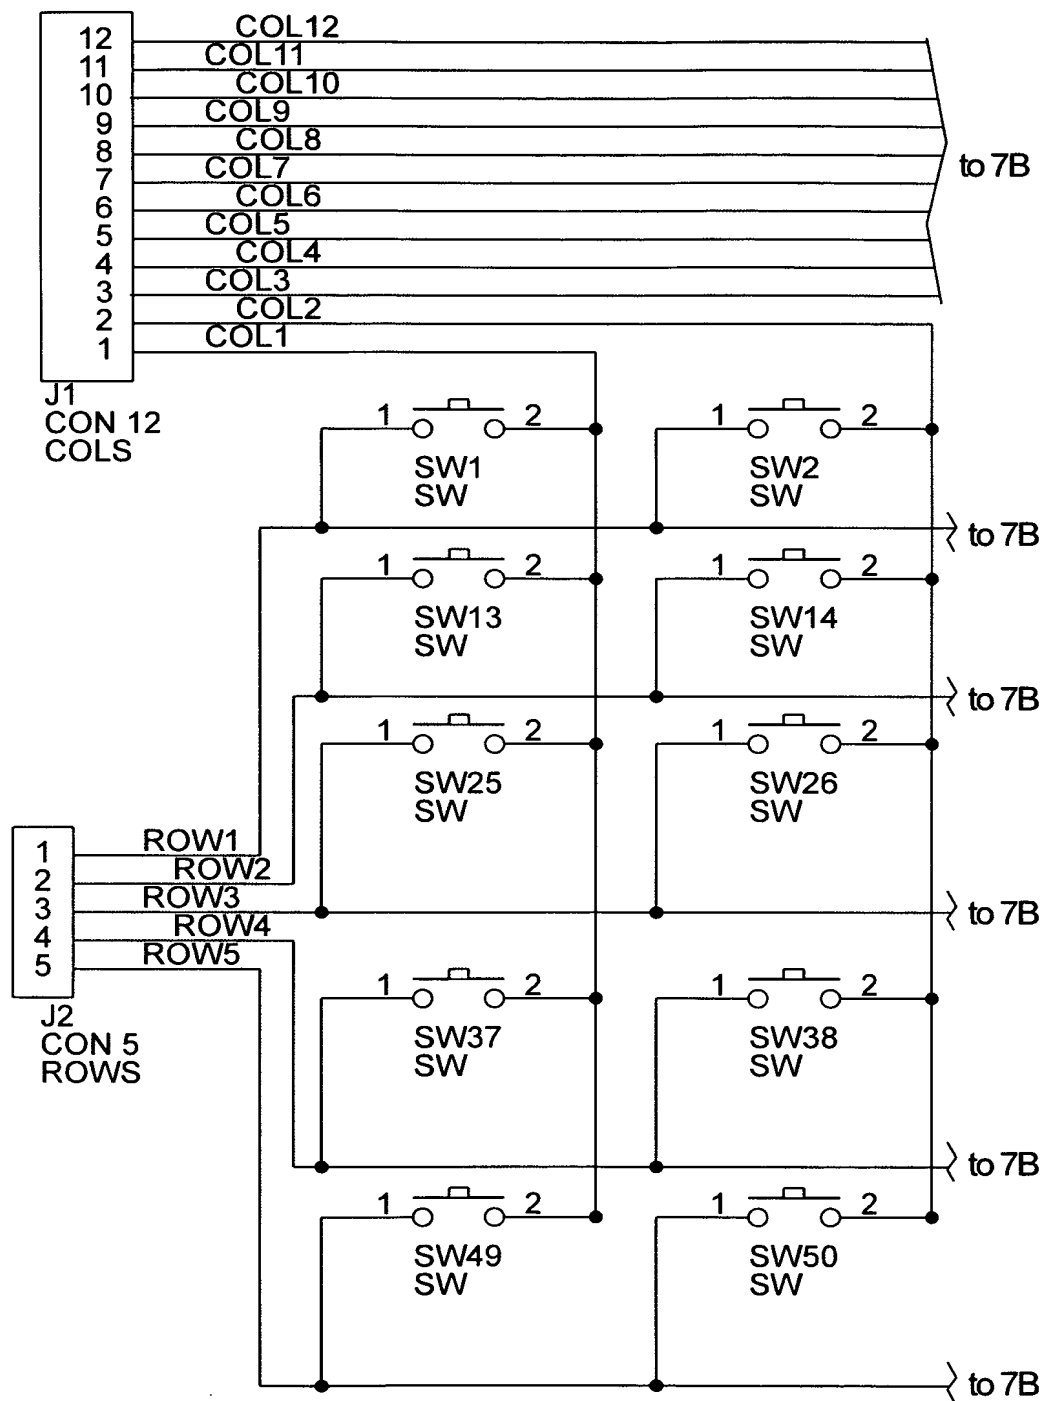 12 COL12
11 COL11
10 COL10
9 COL9
8 COL8
7 COL7
6 COL6
5 COL5
4 COL4
3 COL3
2 COL2
1 COL1
to 7B
J1
CON 12
COLS
1 2 1 2
SW1 SW2
SW SW
to 7B
1 2 1 2
SW13 SW14
SW SW
to 7B
1 2 1 2
SW25 SW26
SW SW
1 ROW1
2 ROW2
3 ROW3
4 ROW4
5 ROW5
to 7B
J2
CON 5
ROWS
1 2 1 2
SW37 SW38
SW SW
to 7B
1 2 1 2
SW49 SW50
SW SW
to 7B